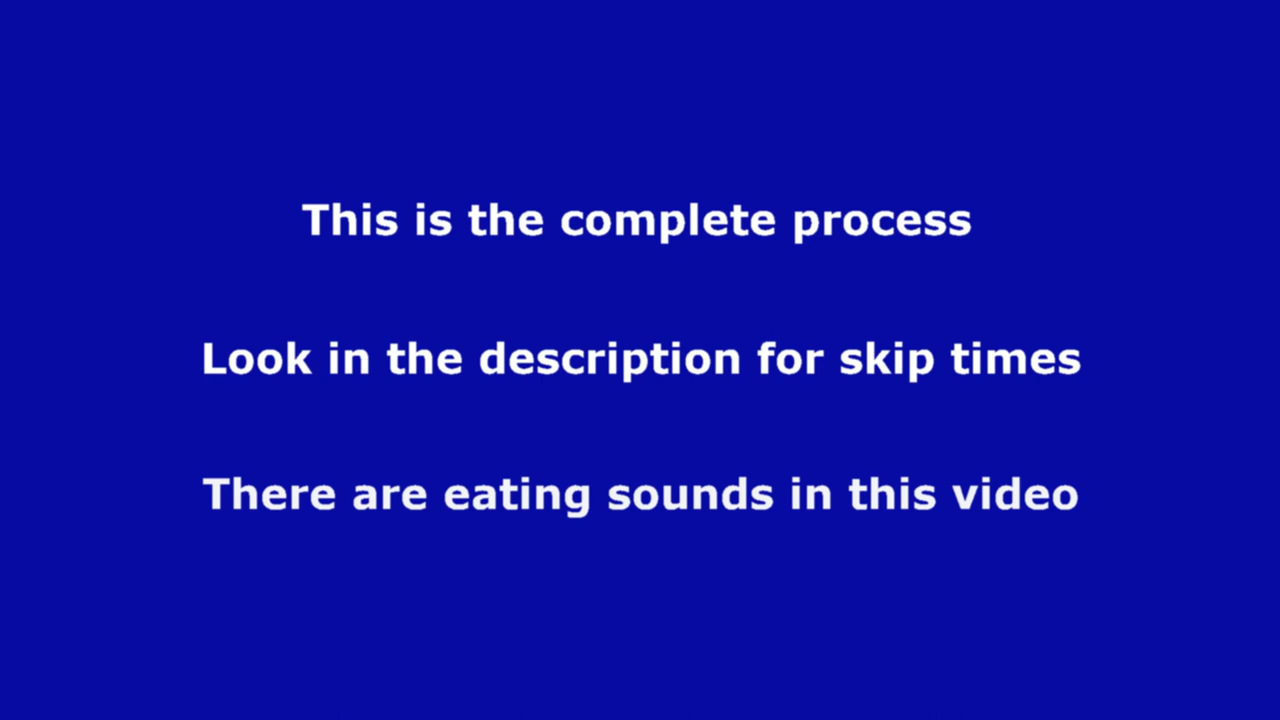 This is the complete process
Look in the description for skip times
There are eating sounds in this video